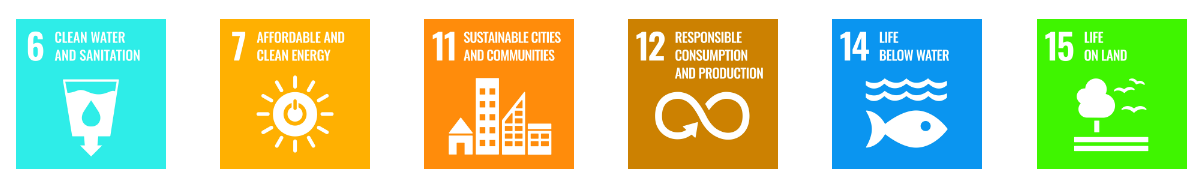 6 CLEAN WATER
AND SANITATION
7 AFFORDABLE AND
CLEAN ENERGY
11 SUSTAINABLE CITIES
AND COMMUNITIES
12 RESPONSIBLE
CONSUMPTION
AND PRODUCTION
14 LIFE
BELOW WATER
15 LIFE
ON LAND